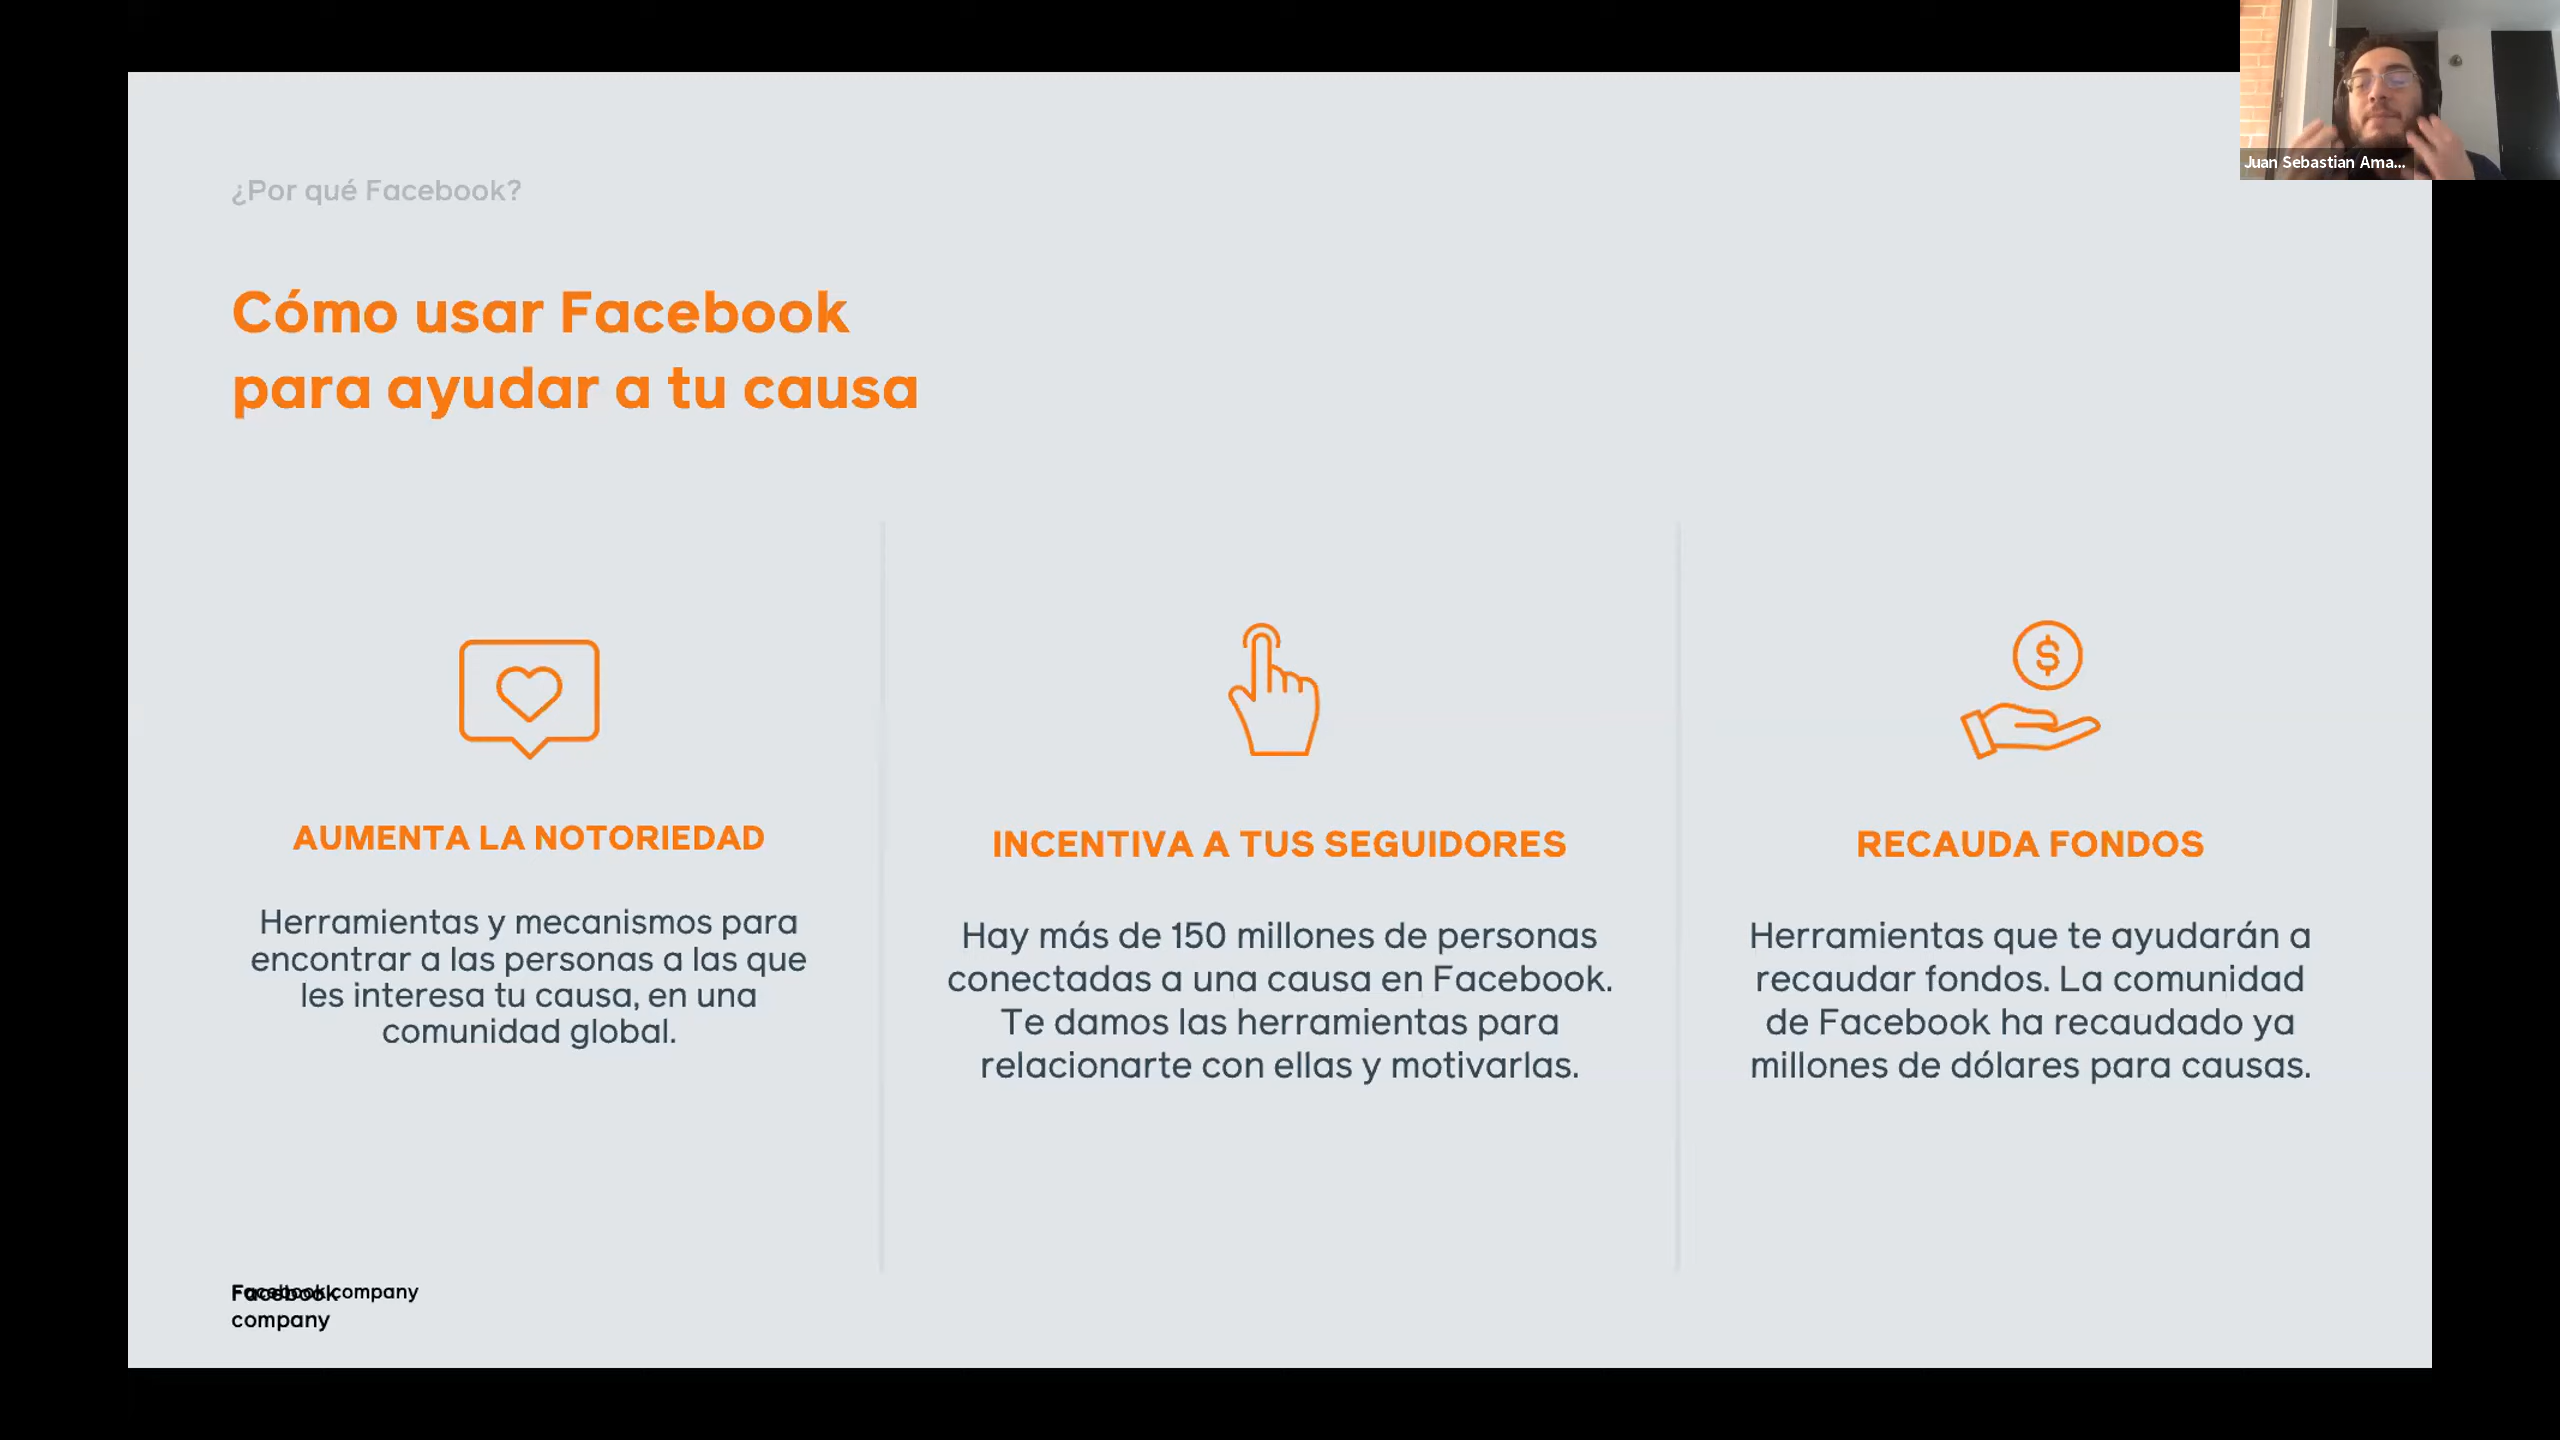 Juan Sebastian Ama...
¿Por qué Facebook?
Cómo usar Facebook
para ayudar a tu causa
$
AUMENTA LA NOTORIEDAD
Herramientas y mecanismos para
encontrar a las personas a las que
les interesa tu causa, en una
comunidad global.
INCENTIVA A TUS SEGUIDORES
Hay más de 150 millones de personas
conectadas a una causa en Facebook.
Te damos las herramientas para
relacionarte con ellas y motivarlas.
RECAUDA FONDOS
Herramientas que te ayudarán a
recaudar fondos. La comunidad
de Facebook ha recaudado ya
millones de dólares para causas.
Facebook company
Facebook
company